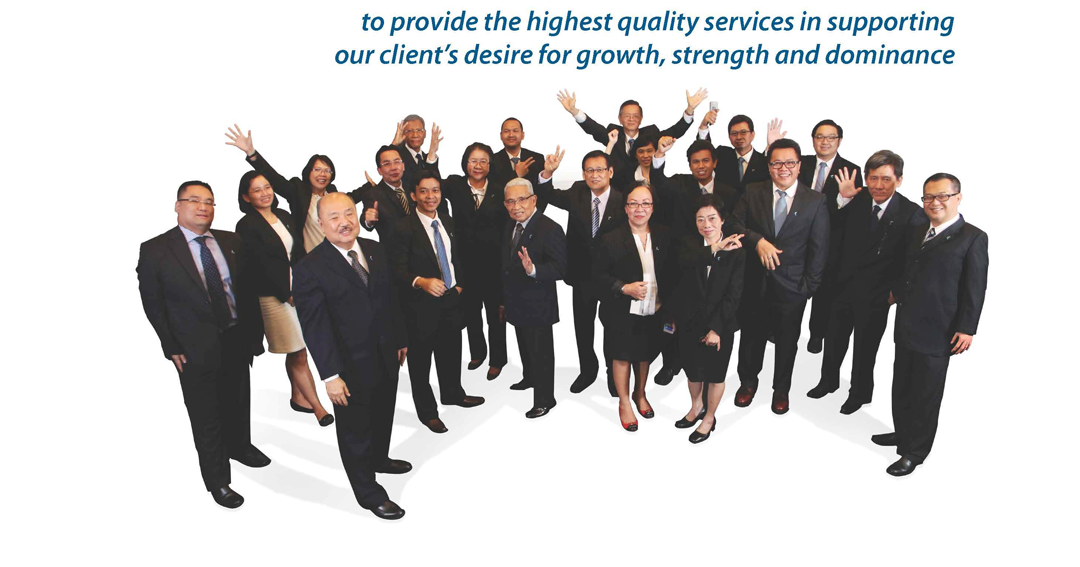 to provide the highest quality services in supporting
our client's desire for growth, strength and dominance